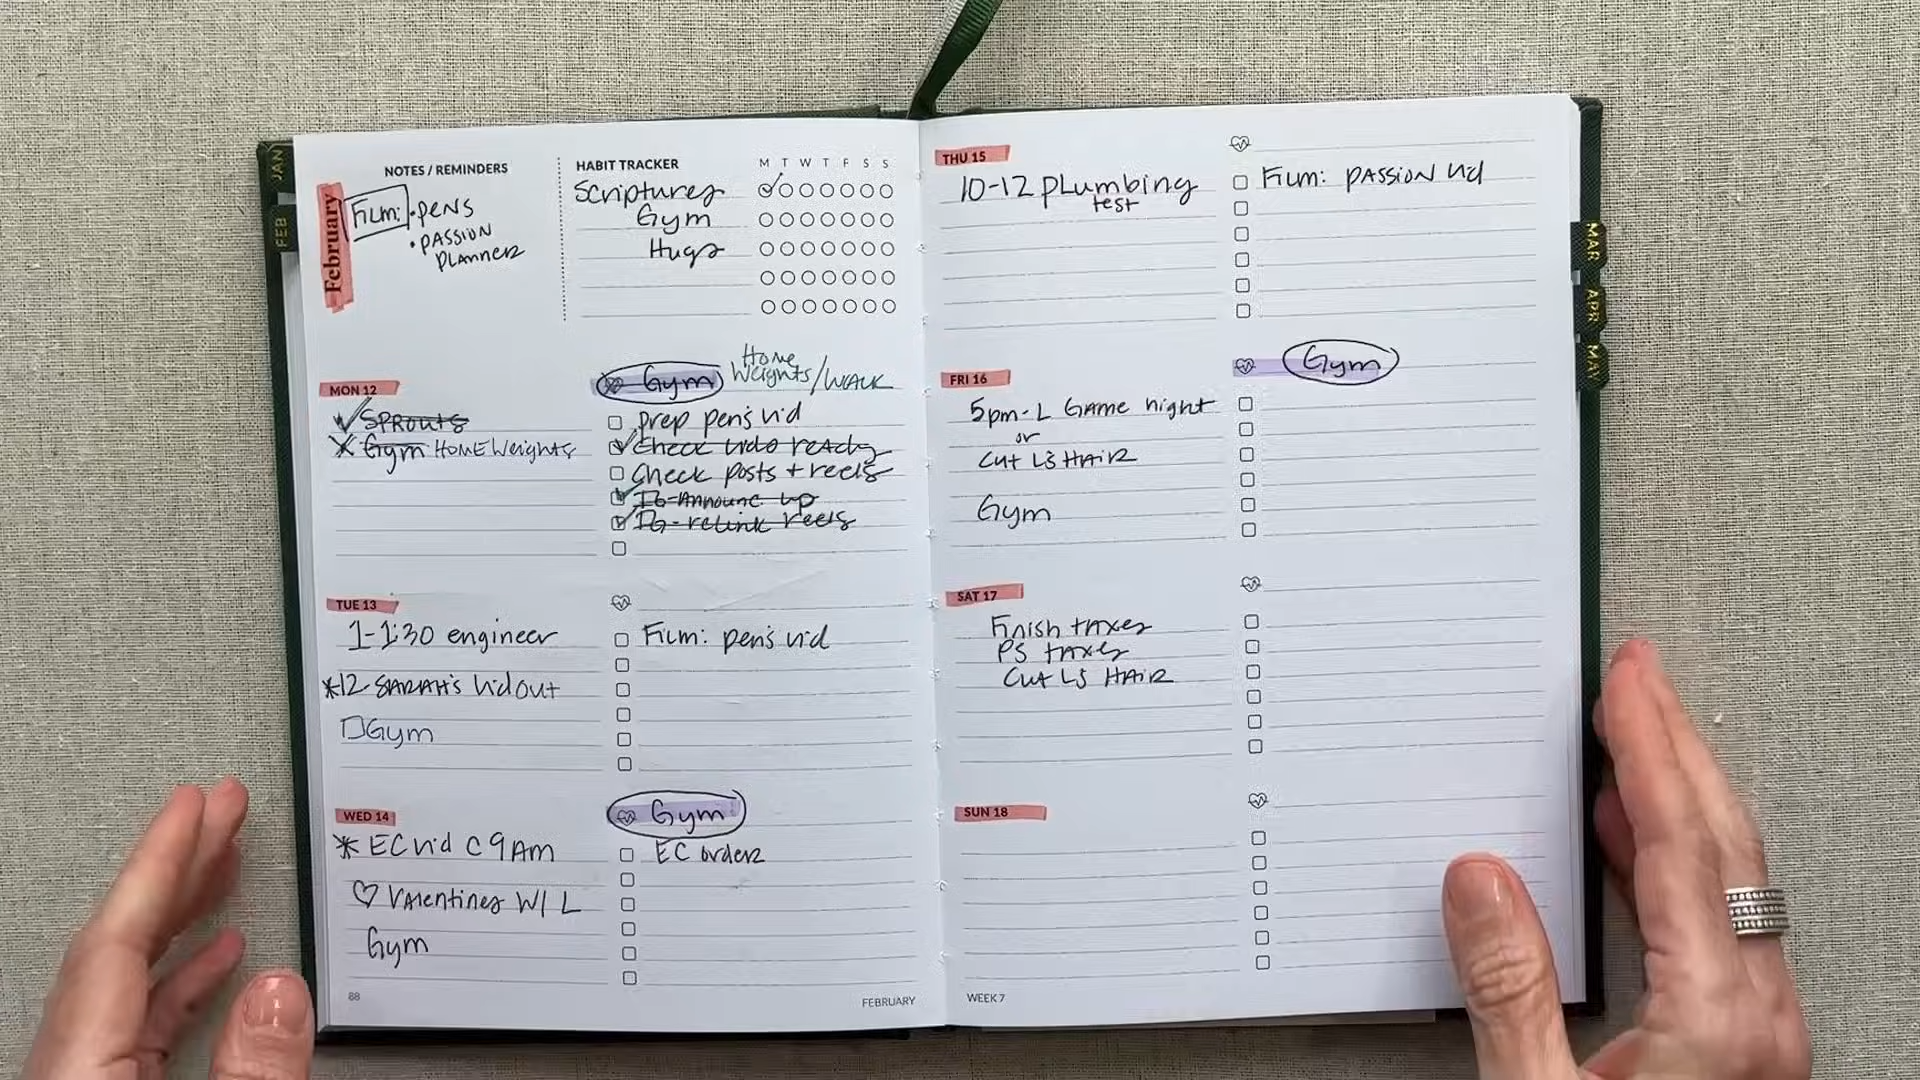 JAN
FEB
NOTES / REMINDERS
February
Film:
• PENS
• PASSION
PLANNER
HABIT TRACKER
M T W T F S S
Scriptures
Gym
Hugs
MON 12
Sprouts
Gym Home Weights
Gym
Home
Weights/WALK
prep pen's vid
Check vido ready
Check posts + reels
IG-Announc. up
IG-relink reels
TUE 13
1-1:30 engineer
*12 SARAH'S vid out
Gym
Film: pen's vid
WED 14
* EC vid @ 9AM
♡ Valentines W/ L
Gym
Gym
EC order
88
FEBRUARY
THU 15
10-12 plumbing
test
Film: PASSION vid
FRI 16
5pm-L GAME night
or
Cut L's HAIR
Gym
Gym
SAT 17
Finish taxes
PS taxes
Cut L's HAIR
SUN 18
WEEK 7
MAR
APR
MAY